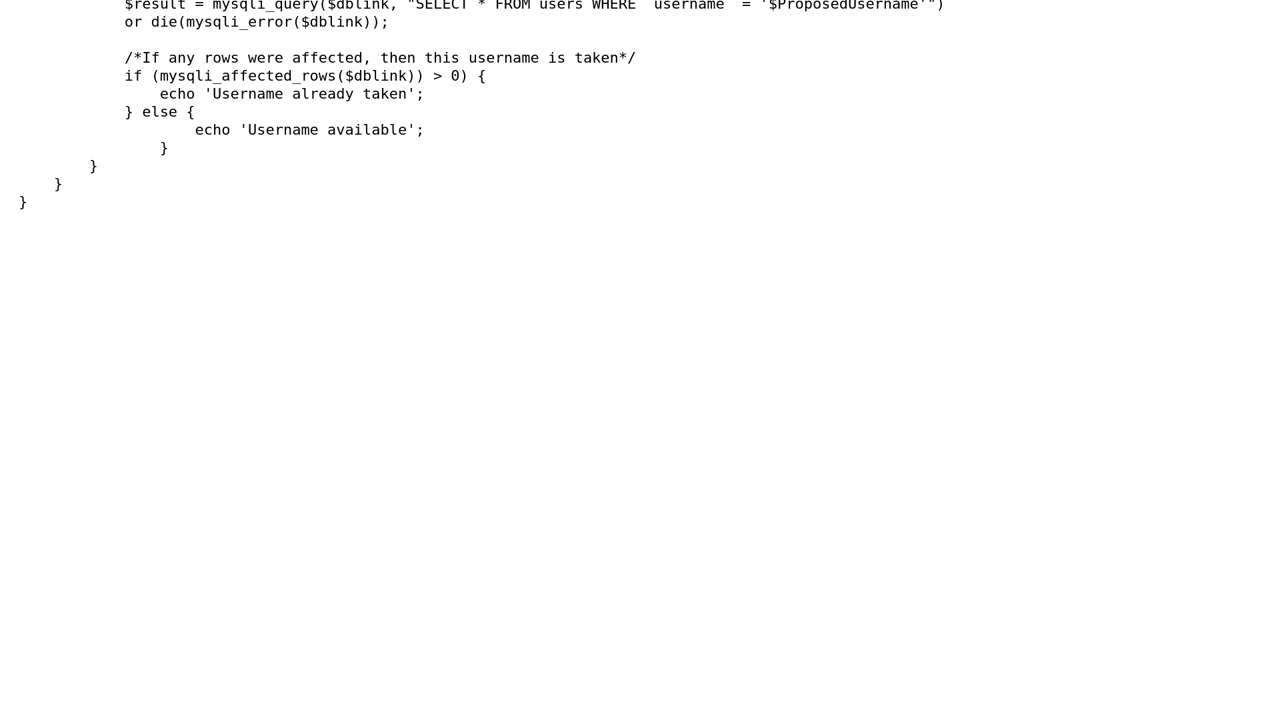 $result = mysqli_query($dblink, "SELECT * FROM users WHERE `username` = '$ProposedUsername'")
or die(mysqli_error($dblink));
/*If any rows were affected, then this username is taken*/
if (mysqli_affected_rows($dblink)) > 0) {
echo 'Username already taken';
} else {
echo 'Username available';
}
}
}
}